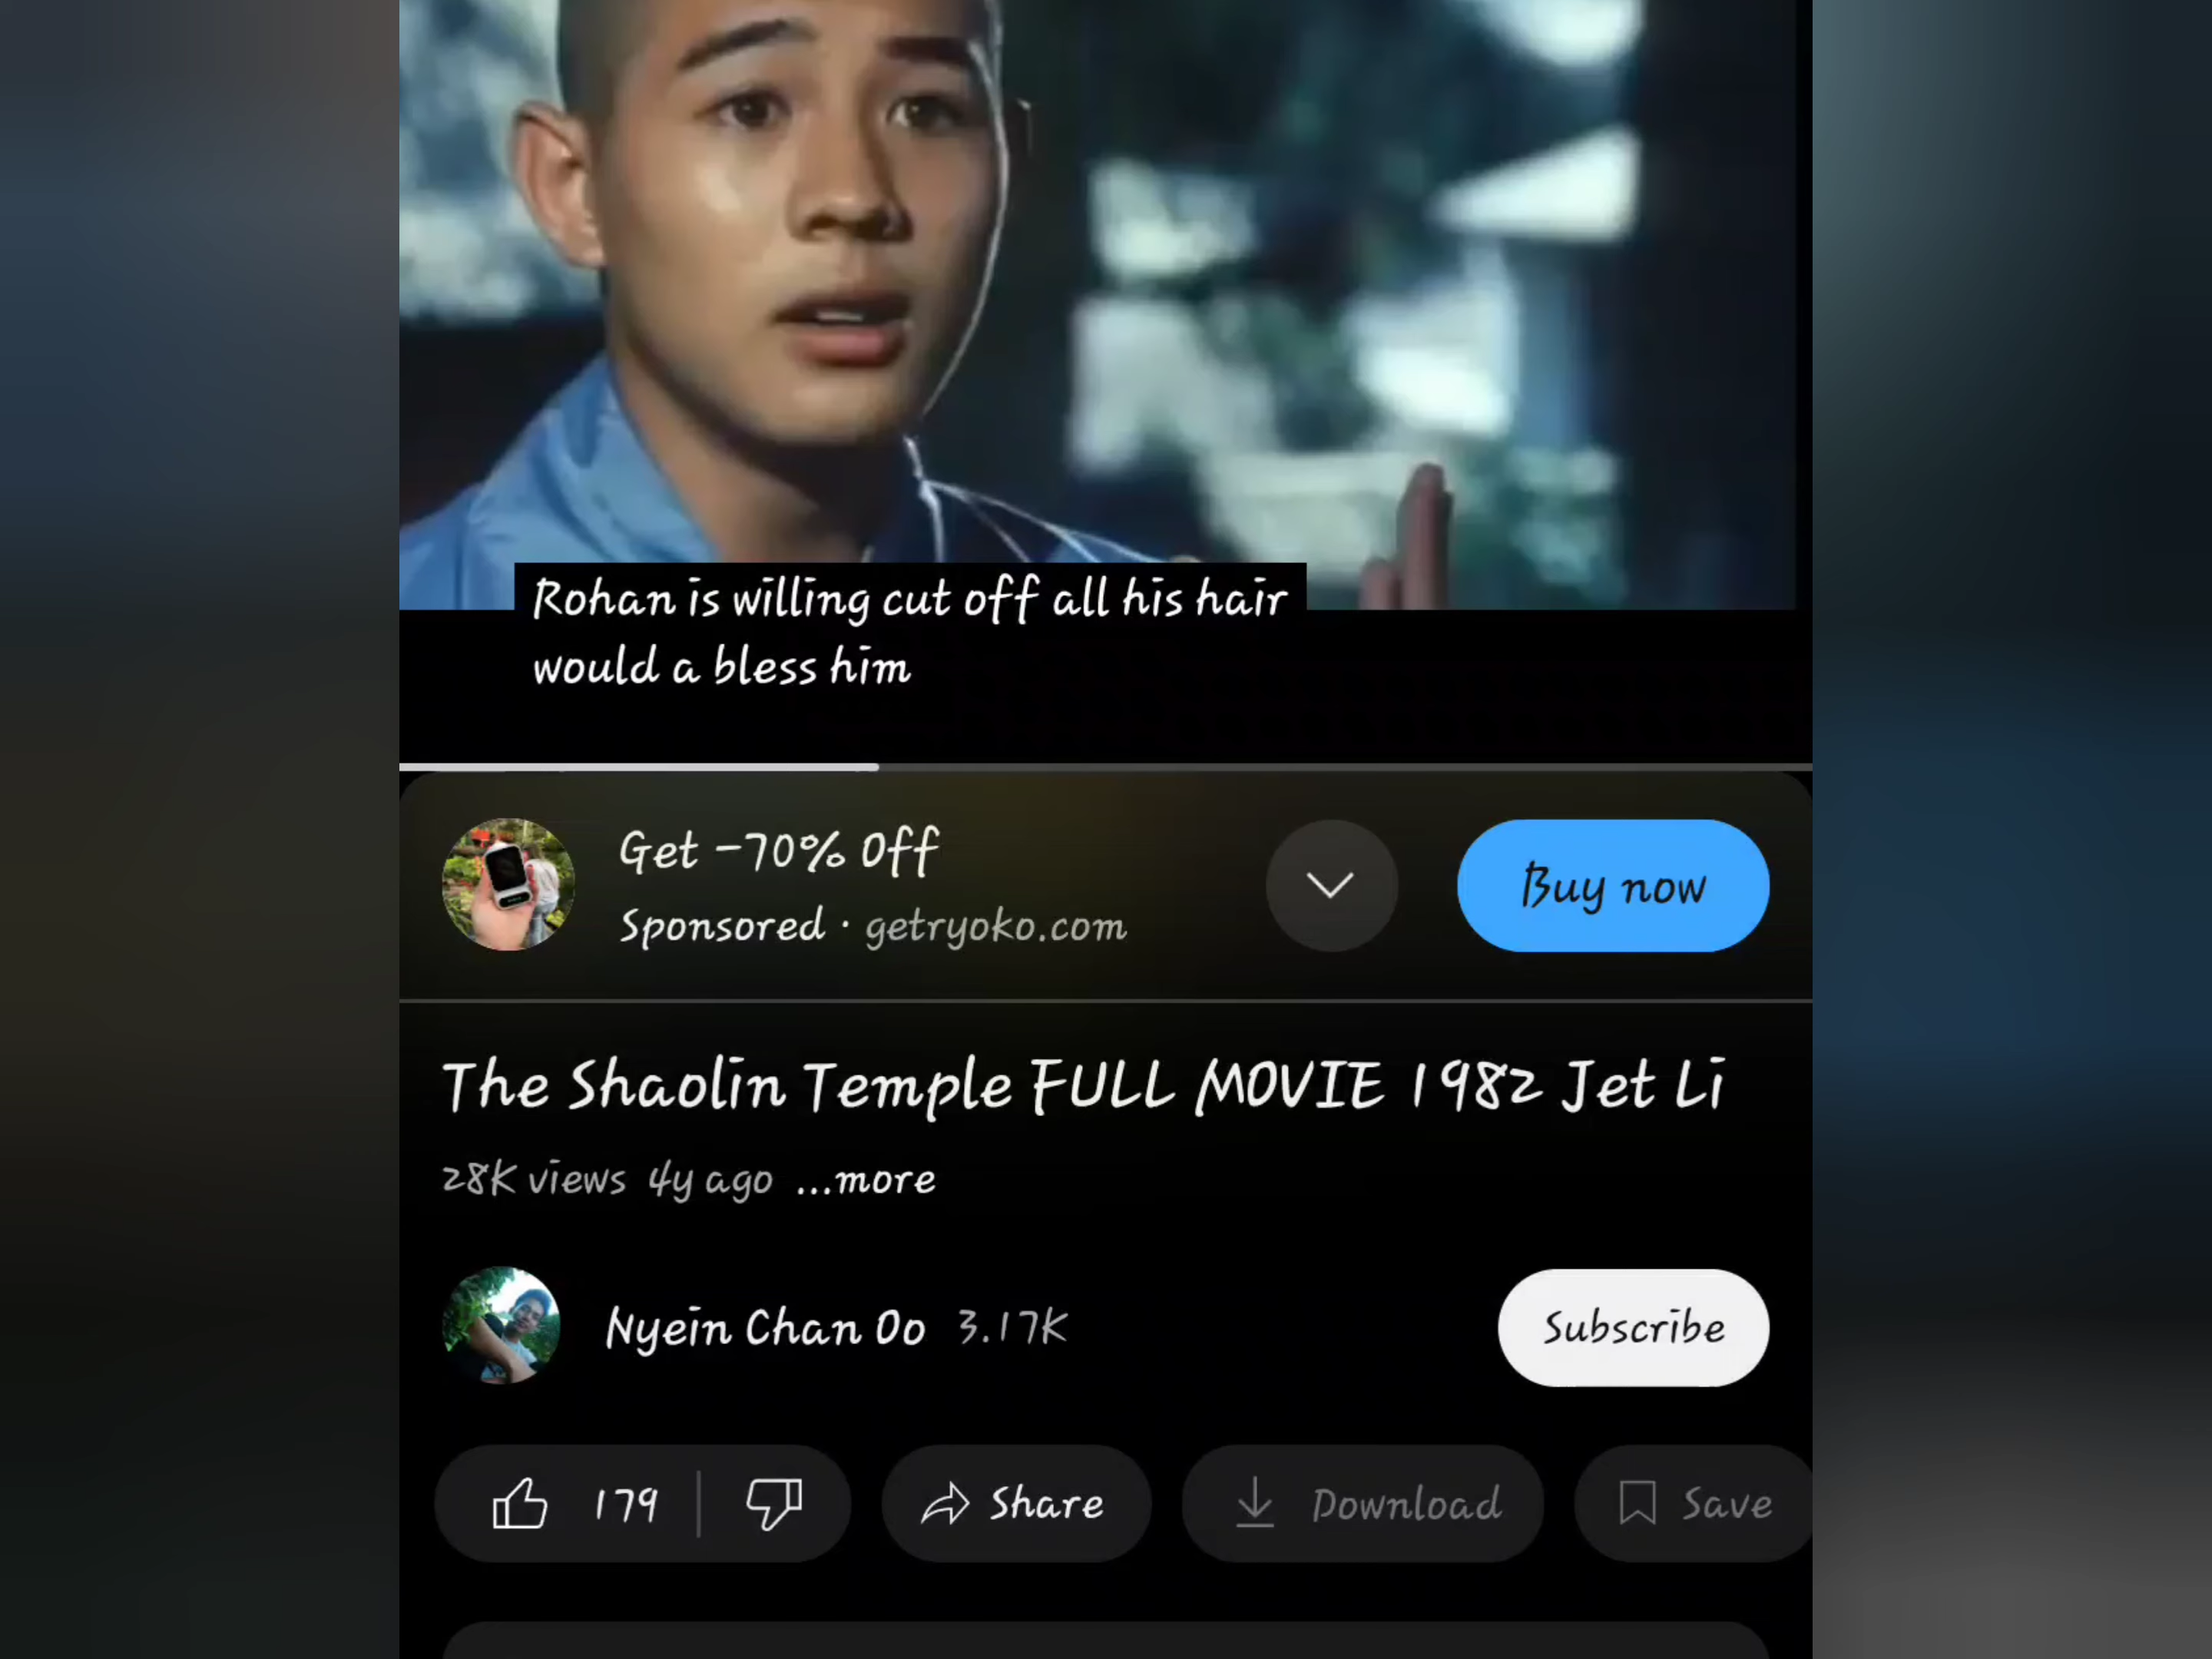 Rohan is willing cut off all his hair
would a bless him
Get -70% Off
Sponsored · getryoko.com
Buy now
The Shaolin Temple FULL MOVIE 1982 Jet Li
28K views 4y ago ...more
Nyein Chan Oo 3.17K
Subscribe
179
Share
Download
Save